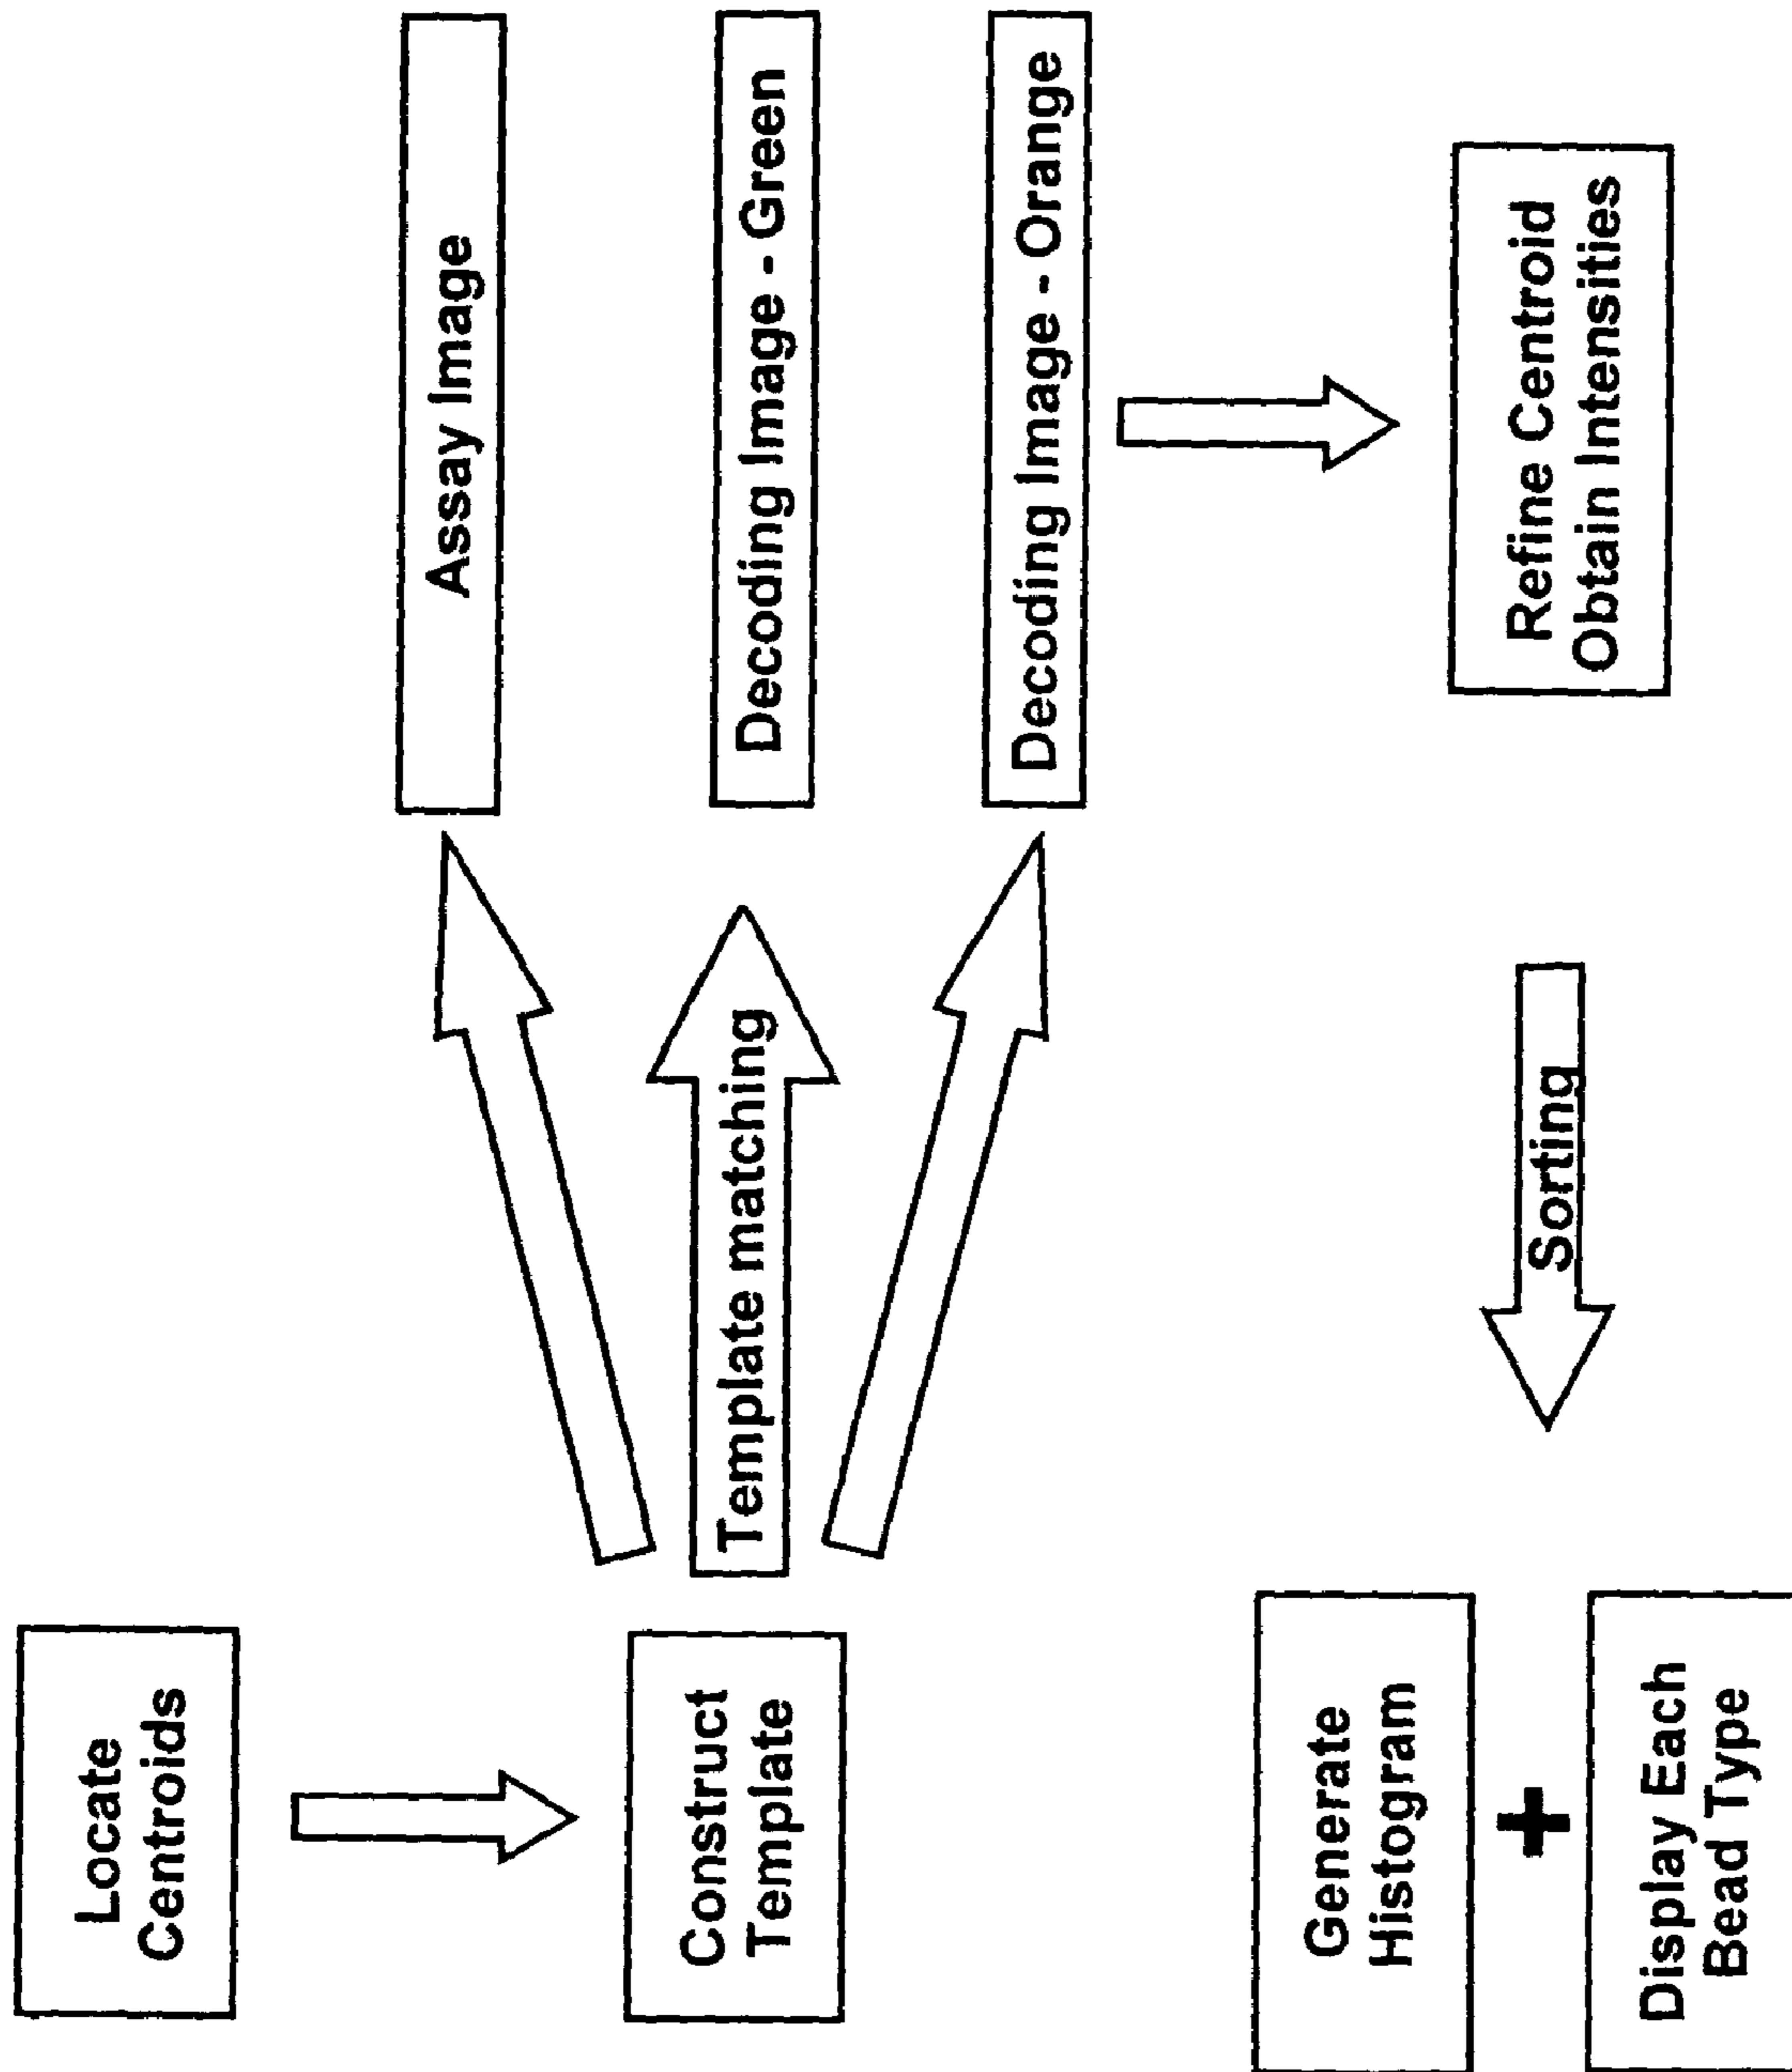 Locate
Centroids
Construct
Template
Template matching
Assay Image
Decoding Image - Green
Decoding Image - Orange
Refine Centroid
Obtain Intensities
Sorting
Generate
Histogram
+
Display Each
Bead Type